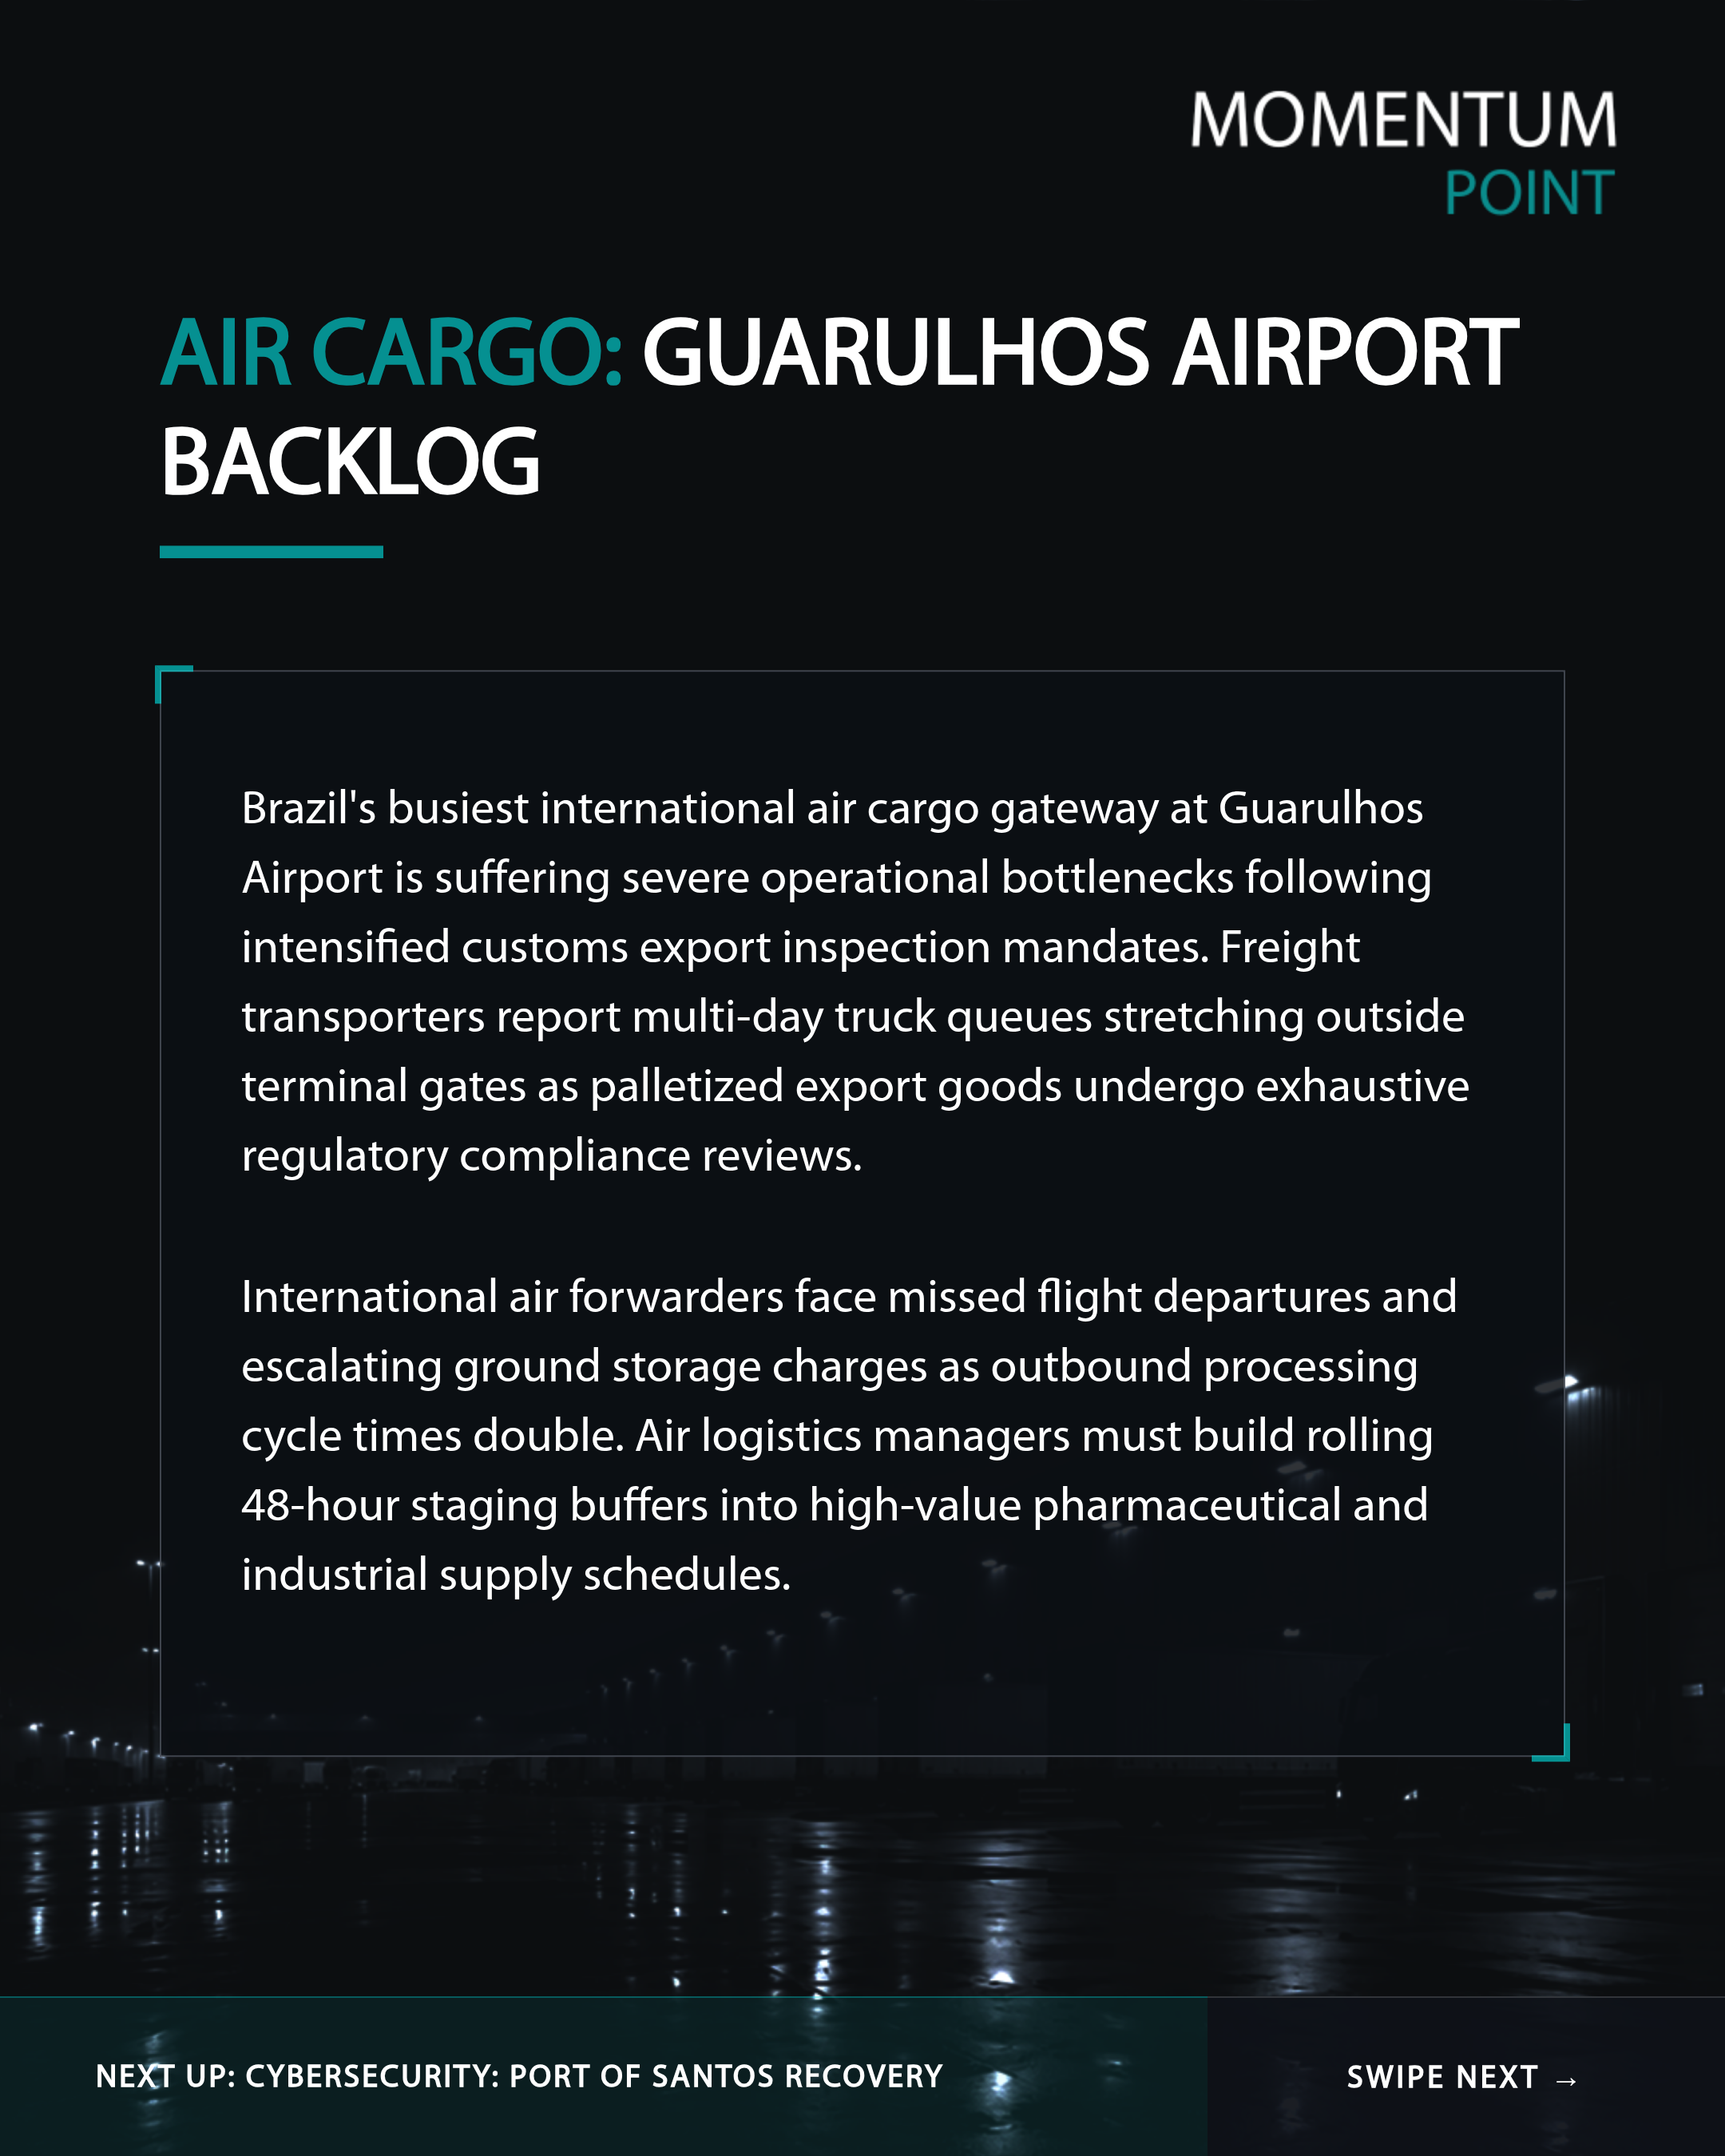 MOMENTUM
POINT
AIR CARGO: GUARULHOS AIRPORT
BACKLOG
Brazil's busiest international air cargo gateway at Guarulhos
Airport is suffering severe operational bottlenecks following
intensified customs export inspection mandates. Freight
transporters report multi-day truck queues stretching outside
terminal gates as palletized export goods undergo exhaustive
regulatory compliance reviews.
International air forwarders face missed flight departures and
escalating ground storage charges as outbound processing
cycle times double. Air logistics managers must build rolling
48-hour staging buffers into high-value pharmaceutical and
industrial supply schedules.
NEXT UP: CYBERSECURITY: PORT OF SANTOS RECOVERY
SWIPE NEXT →